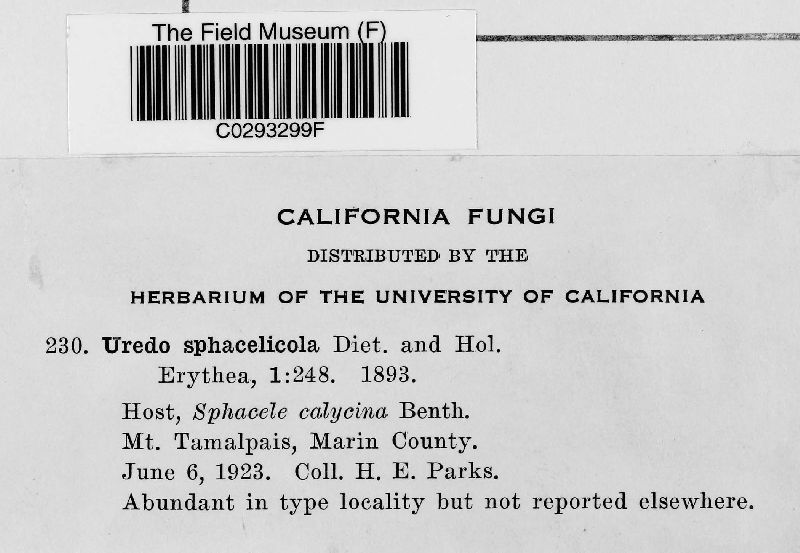 The Field Museum (F)
C0293299F
CALIFORNIA FUNGI
DISTRIBUTED BY THE
HERBARIUM OF THE UNIVERSITY OF CALIFORNIA
230. Uredo sphacelicola Diet. and Hol.
Erythea, 1:248. 1893.
Host, Sphacele calycina Benth.
Mt. Tamalpais, Marin County.
June 6, 1923. Coll. H. E. Parks.
Abundant in type locality but not reported elsewhere.